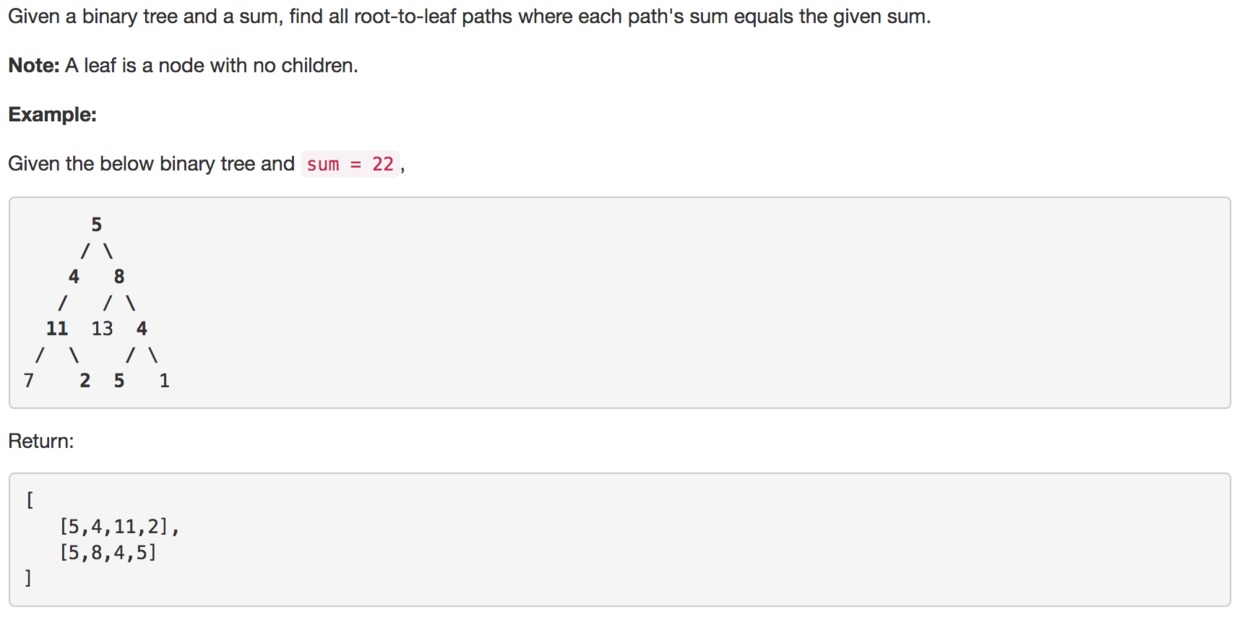 Given a binary tree and a sum, find all root-to-leaf paths where each path's sum equals the given sum.
Note: A leaf is a node with no children.
Example:
Given the below binary tree and sum = 22,
      5
     / \
    4   8
   /   / \
  11  13  4
 /  \    / \
7    2  5   1
Return:
[
   [5,4,11,2],
   [5,8,4,5]
]